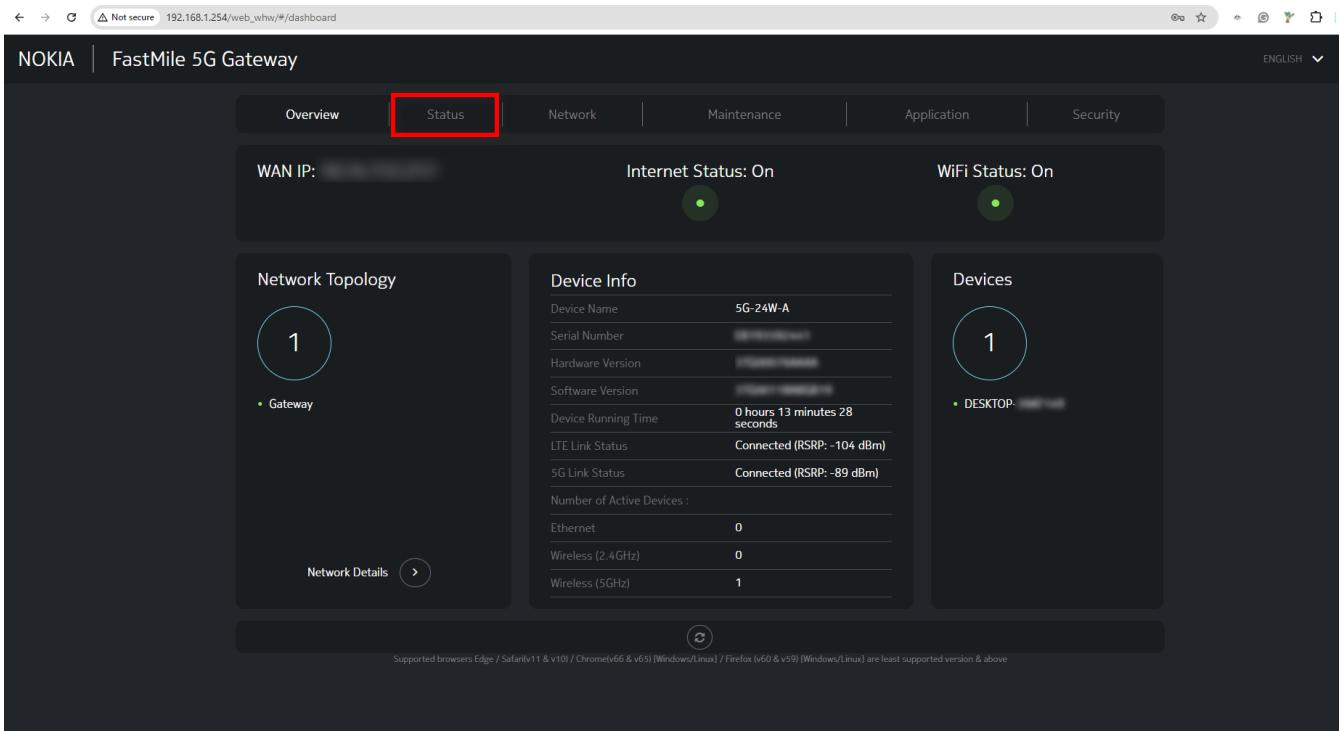 Not secure 192.168.1.254/web_whw/#/dashboard
NOKIA FastMile 5G Gateway ENGLISH
Overview Status Network Maintenance Application Security
WAN IP: Internet Status: On WiFi Status: On
Network Topology
1
Gateway
Network Details
Device Info
Device Name 5G-24W-A
Serial Number
Hardware Version
Software Version
Device Running Time 0 hours 13 minutes 28
seconds
LTE Link Status Connected (RSRP: -104 dBm)
5G Link Status Connected (RSRP: -89 dBm)
Number of Active Devices :
Ethernet 0
Wireless (2.4GHz) 0
Wireless (5GHz) 1
Devices
1
DESKTOP-
Supported browsers Edge / Safari(v11 & v10) / Chrome(v66 & v65) [Windows/Linux] / Firefox (v60 & v59) [Windows/Linux] are least supported version & above